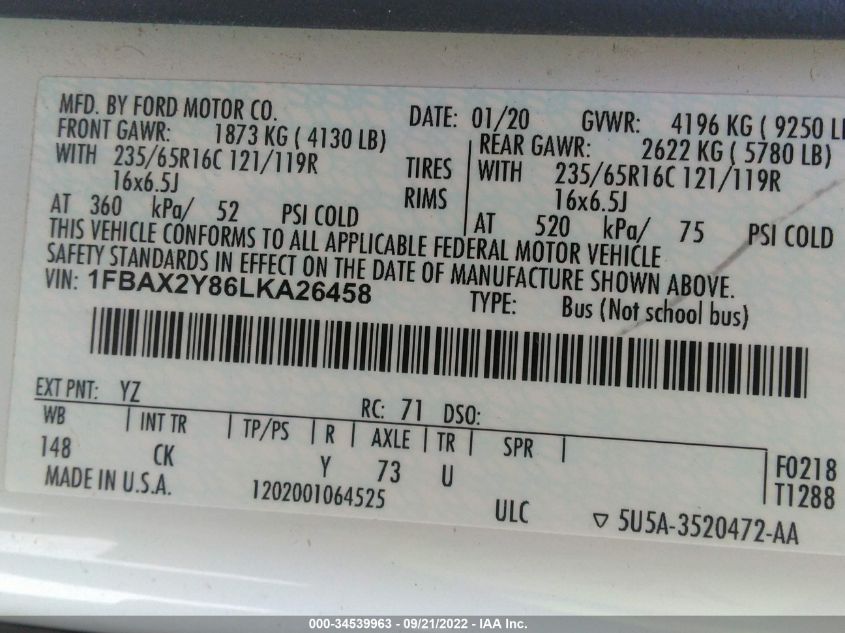 MFD. BY FORD MOTOR CO. DATE: 01/20 GVWR: 4196 KG ( 9250 L
FRONT GAWR: 1873 KG ( 4130 LB) REAR GAWR: 2622 KG ( 5780 LB)
WITH 235/65R16C 121/119R TIRES WITH 235/65R16C 121/119R
16x6.5J RIMS 16x6.5J
AT 360 kPa/ 52 PSI COLD AT 520 kPa/ 75 PSI COLD
THIS VEHICLE CONFORMS TO ALL APPLICABLE FEDERAL MOTOR VEHICLE
SAFETY STANDARDS IN EFFECT ON THE DATE OF MANUFACTURE SHOWN ABOVE.
VIN: 1FBAX2Y86LKA26458 TYPE: Bus (Not school bus)
EXT PNT: YZ RC: 71 DSO:
WB INT TR TP/PS R AXLE TR SPR
148 CK Y 73 U F0218
MADE IN U.S.A. 1202001064525 T1288
ULC ▽ 5U5A-3520472-AA
000-34539963 - 09/21/2022 - IAA Inc.